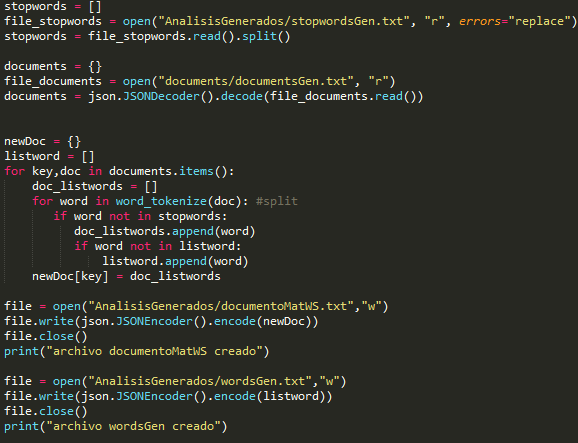 stopwords = []
file_stopwords = open("AnalisisGenerados/stopwordsGen.txt", "r", errors="replace")
stopwords = file_stopwords.read().split()
documents = {}
file_documents = open("documents/documentsGen.txt", "r")
documents = json.JSONDecoder().decode(file_documents.read())
newDoc = {}
listword = []
for key,doc in documents.items():
    doc_listwords = []
    for word in word_tokenize(doc): #split
       if word not in stopwords:
          doc_listwords.append(word)
          if word not in listword:
              listword.append(word)
    newDoc[key] = doc_listwords
file = open("AnalisisGenerados/documentoMatWS.txt","w")
file.write(json.JSONEncoder().encode(newDoc))
file.close()
print("archivo documentoMatWS creado")
file = open("AnalisisGenerados/wordsGen.txt","w")
file.write(json.JSONEncoder().encode(listword))
file.close()
print("archivo wordsGen creado")